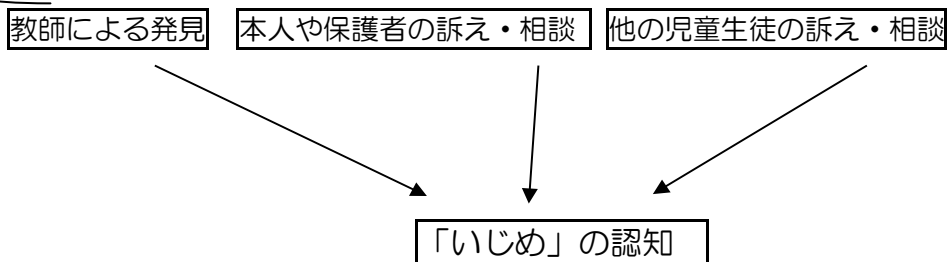 教師による発見
本人や保護者の訴え・相談
他の児童生徒の訴え・相談
「いじめ」の認知